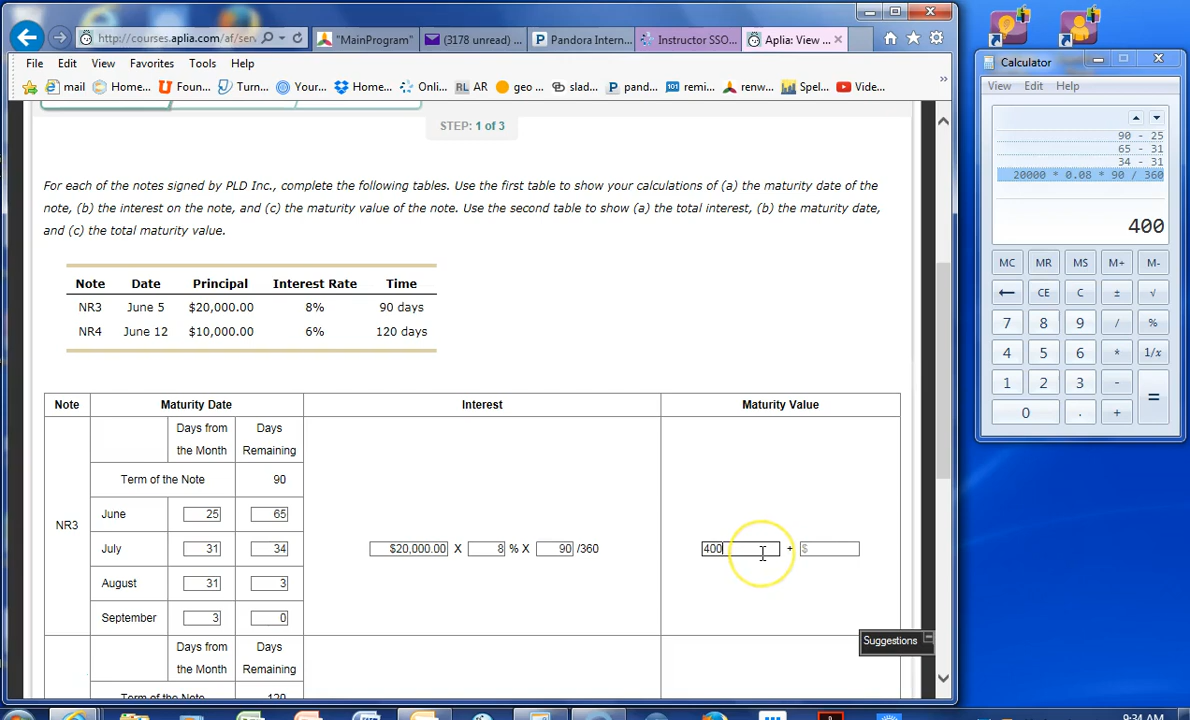 http://courses.aplia.com/af/serv
"MainProgram"
(3178 unread) ...
Pandora Intern...
Instructor SSO...
Aplia: View ...
File Edit View Favorites Tools Help
mail Home... Foun... Turn... Your... Home... Onli... RL AR geo ... slad... pand... remi... renw... Spel... Vide...
STEP: 1 of 3
For each of the notes signed by PLD Inc., complete the following tables. Use the first table to show your calculations of (a) the maturity date of the
note, (b) the interest on the note, and (c) the maturity value of the note. Use the second table to show (a) the total interest, (b) the maturity date,
and (c) the total maturity value.
Note Date Principal Interest Rate Time
NR3 June 5 $20,000.00 8% 90 days
NR4 June 12 $10,000.00 6% 120 days
Note Maturity Date Interest Maturity Value
Days from Days
the Month Remaining
Term of the Note 90
June 25 65
NR3
July 31 34 $20,000.00 X 8 % X 90 /360 400 + $
August 31 3
September 3 0
Days from Days
the Month Remaining
Term of the Note 120
Suggestions
Calculator
View Edit Help
90 - 25
65 - 31
34 - 31
20000 * 0.08 * 90 / 360
400
MC MR MS M+ M-
← CE C ± √
7 8 9 / %
4 5 6 * 1/x
1 2 3 - =
0 . +
9:34 AM